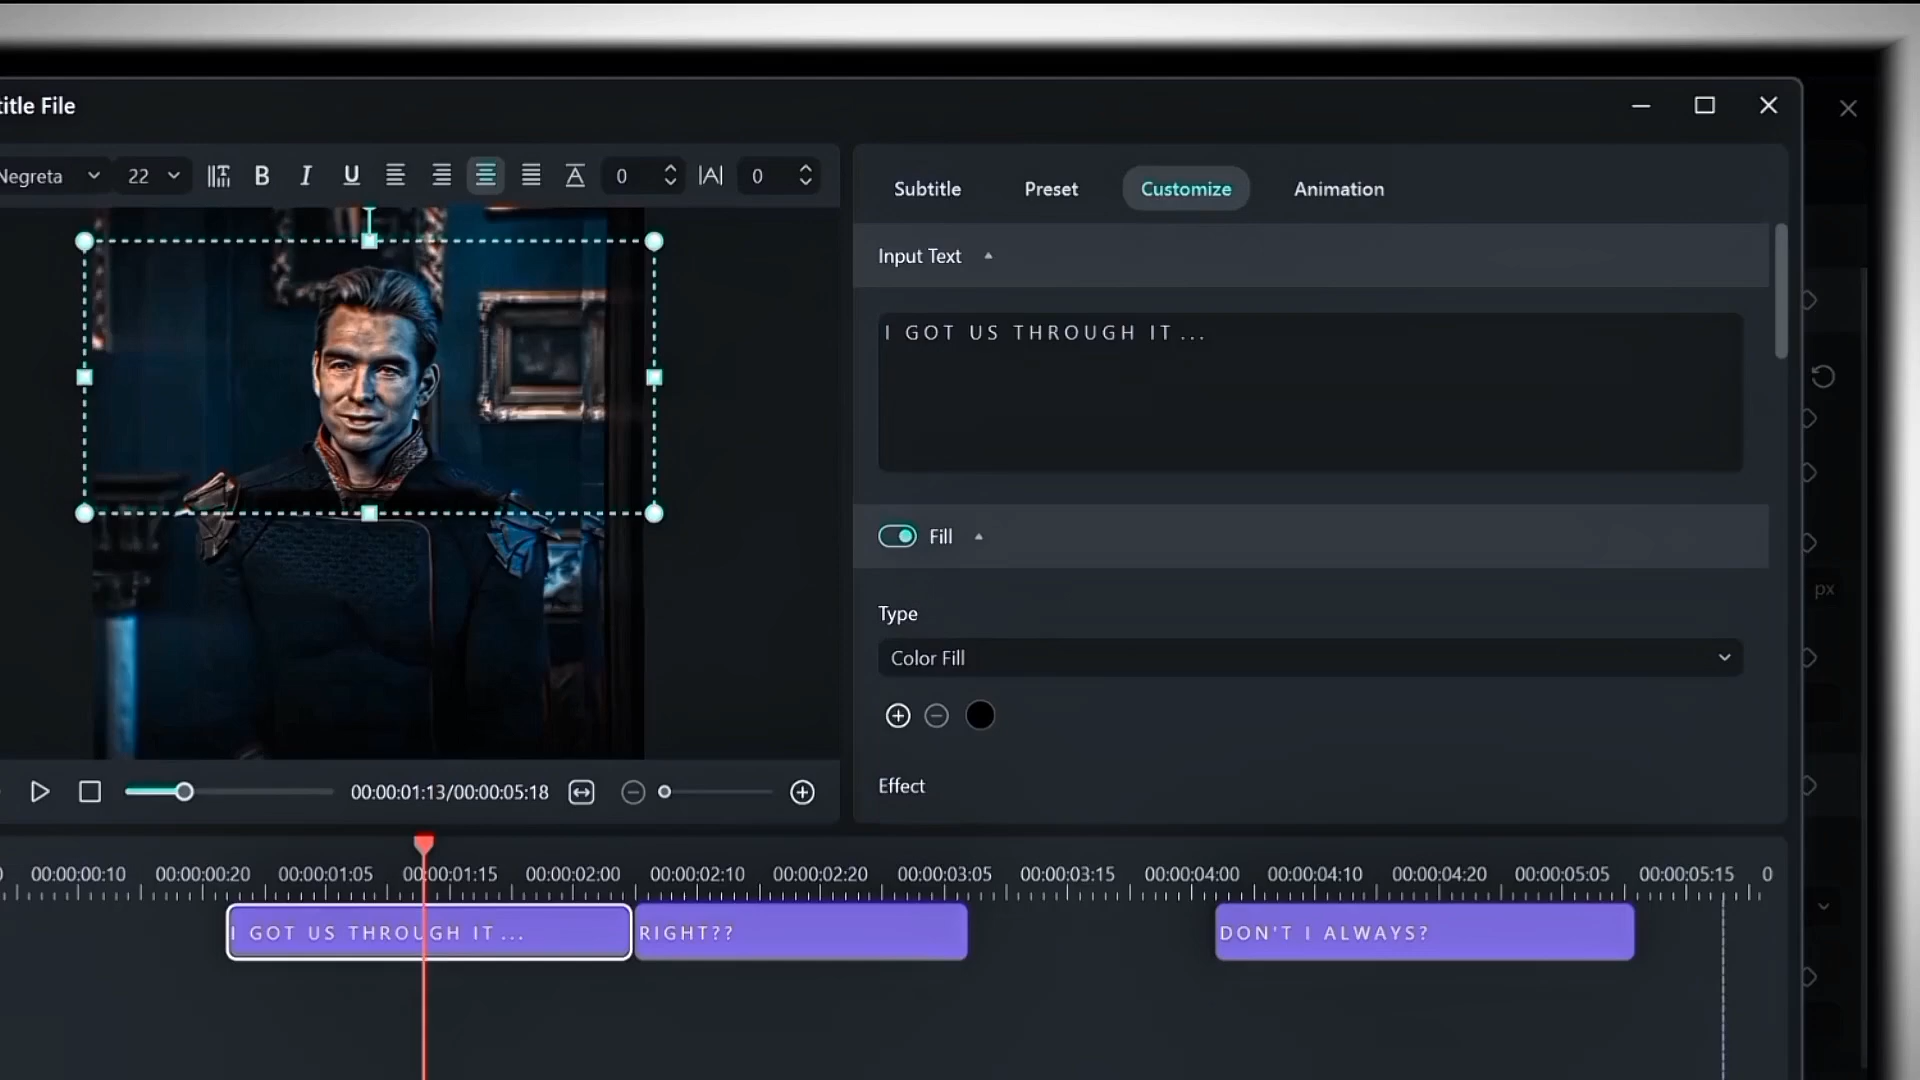 title File
Negreta
22
B
I
U
0
0
Subtitle
Preset
Customize
Animation
Input Text
I GOT US THROUGH IT...
Fill
Type
Color Fill
px
Effect
00:00:01:13/00:00:05:18
00:00:00:10 00:00:00:20 00:00:01:05 00:00:01:15 00:00:02:00 00:00:02:10 00:00:02:20 00:00:03:05 00:00:03:15 00:00:04:00 00:00:04:10 00:00:04:20 00:00:05:05 00:00:05:15 0
I GOT US THROUGH IT...
RIGHT??
DON'T I ALWAYS?